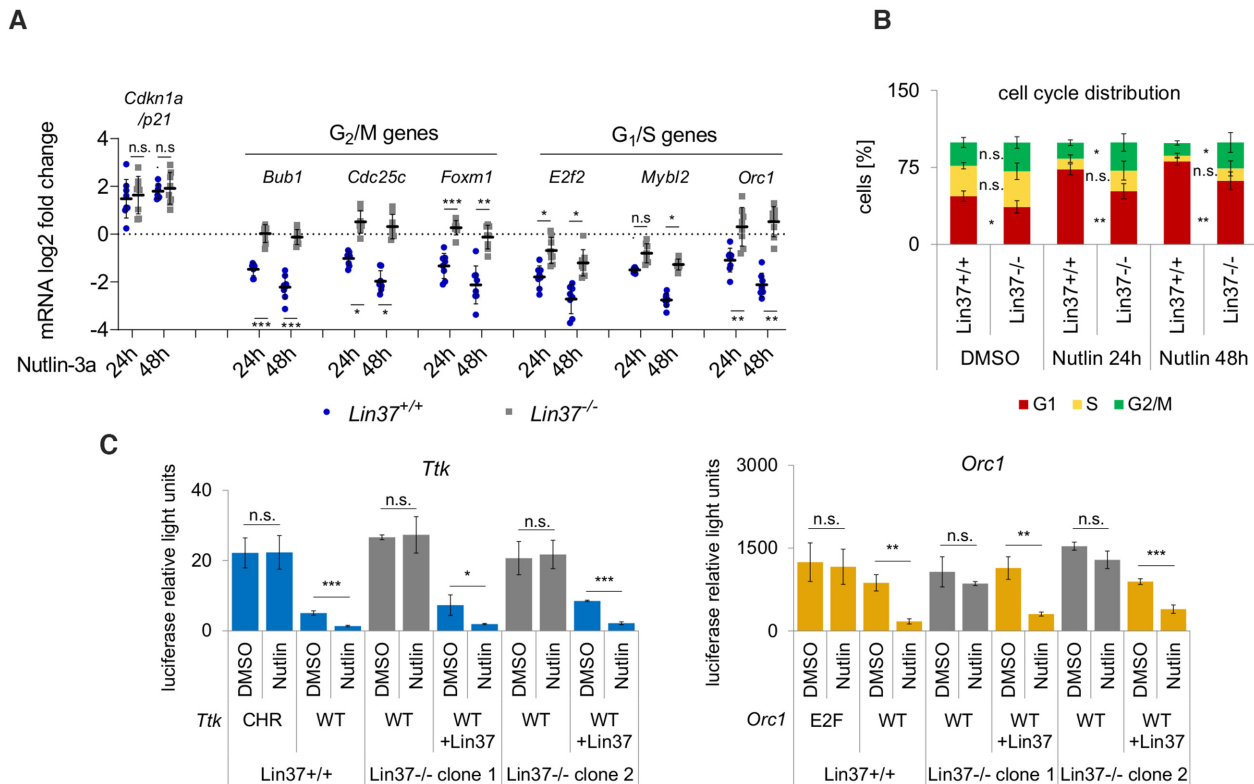 A
Cdkn1a
/p21
n.s. n.s
G2/M genes
G1/S genes
Bub1 Cdc25c Foxm1 E2f2 Mybl2 Orc1
*** ** * * n.s * 
*** *** * * ** **
mRNA log2 fold change
4
2
0
-2
-4
Nutlin-3a
24h 48h 24h 48h 24h 48h 24h 48h 24h 48h 24h 48h 24h 48h
Lin37+/+ Lin37-/-
B
cell cycle distribution
cells [%]
150
75
0
n.s. * *
n.s. n.s. n.s.
* ** **
Lin37+/+ Lin37-/- Lin37+/+ Lin37-/- Lin37+/+ Lin37-/-
DMSO Nutlin 24h Nutlin 48h
G1 S G2/M
C
Ttk
luciferase relative light units
40
20
0
n.s. *** n.s. * n.s. ***
DMSO Nutlin DMSO Nutlin DMSO Nutlin DMSO Nutlin DMSO Nutlin DMSO Nutlin
Ttk CHR WT WT WT WT WT
+Lin37 +Lin37
Lin37+/+ Lin37-/- clone 1 Lin37-/- clone 2
Orc1
luciferase relative light units
3000
1500
0
n.s. ** n.s. ** n.s. ***
DMSO Nutlin DMSO Nutlin DMSO Nutlin DMSO Nutlin DMSO Nutlin DMSO Nutlin
Orc1 E2F WT WT WT WT WT
+Lin37 +Lin37
Lin37+/+ Lin37-/- clone 1 Lin37-/- clone 2